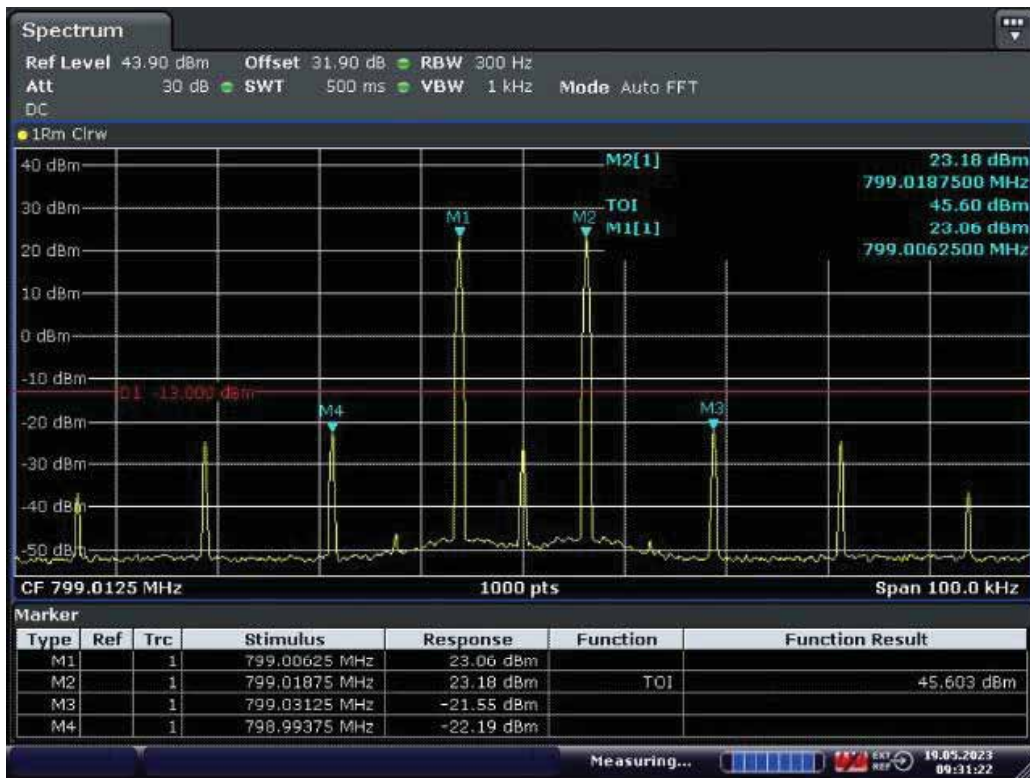 Spectrum
Ref Level 43.90 dBm Offset 31.90 dB RBW 300 Hz
Att 30 dB SWT 500 ms VBW 1 kHz Mode Auto FFT
DC
1Rm Clrw
40 dBm
M2[1] 23.18 dBm
799.0187500 MHz
30 dBm
TOI 45.60 dBm
M1 M2
M1[1] 23.06 dBm
20 dBm
799.0062500 MHz
10 dBm
0 dBm
-10 dBm
D1 -13.000 dBm
M4 M3
-20 dBm
-30 dBm
-40 dBm
-50 dBm
CF 799.0125 MHz 1000 pts Span 100.0 kHz
Marker
Type Ref Trc Stimulus Response Function Function Result
M1 1 799.00625 MHz 23.06 dBm
M2 1 799.01875 MHz 23.18 dBm TOI 45.603 dBm
M3 1 799.03125 MHz -21.55 dBm
M4 1 798.99375 MHz -22.19 dBm
Measuring... EXT REF 19.05.2023
09:31:22